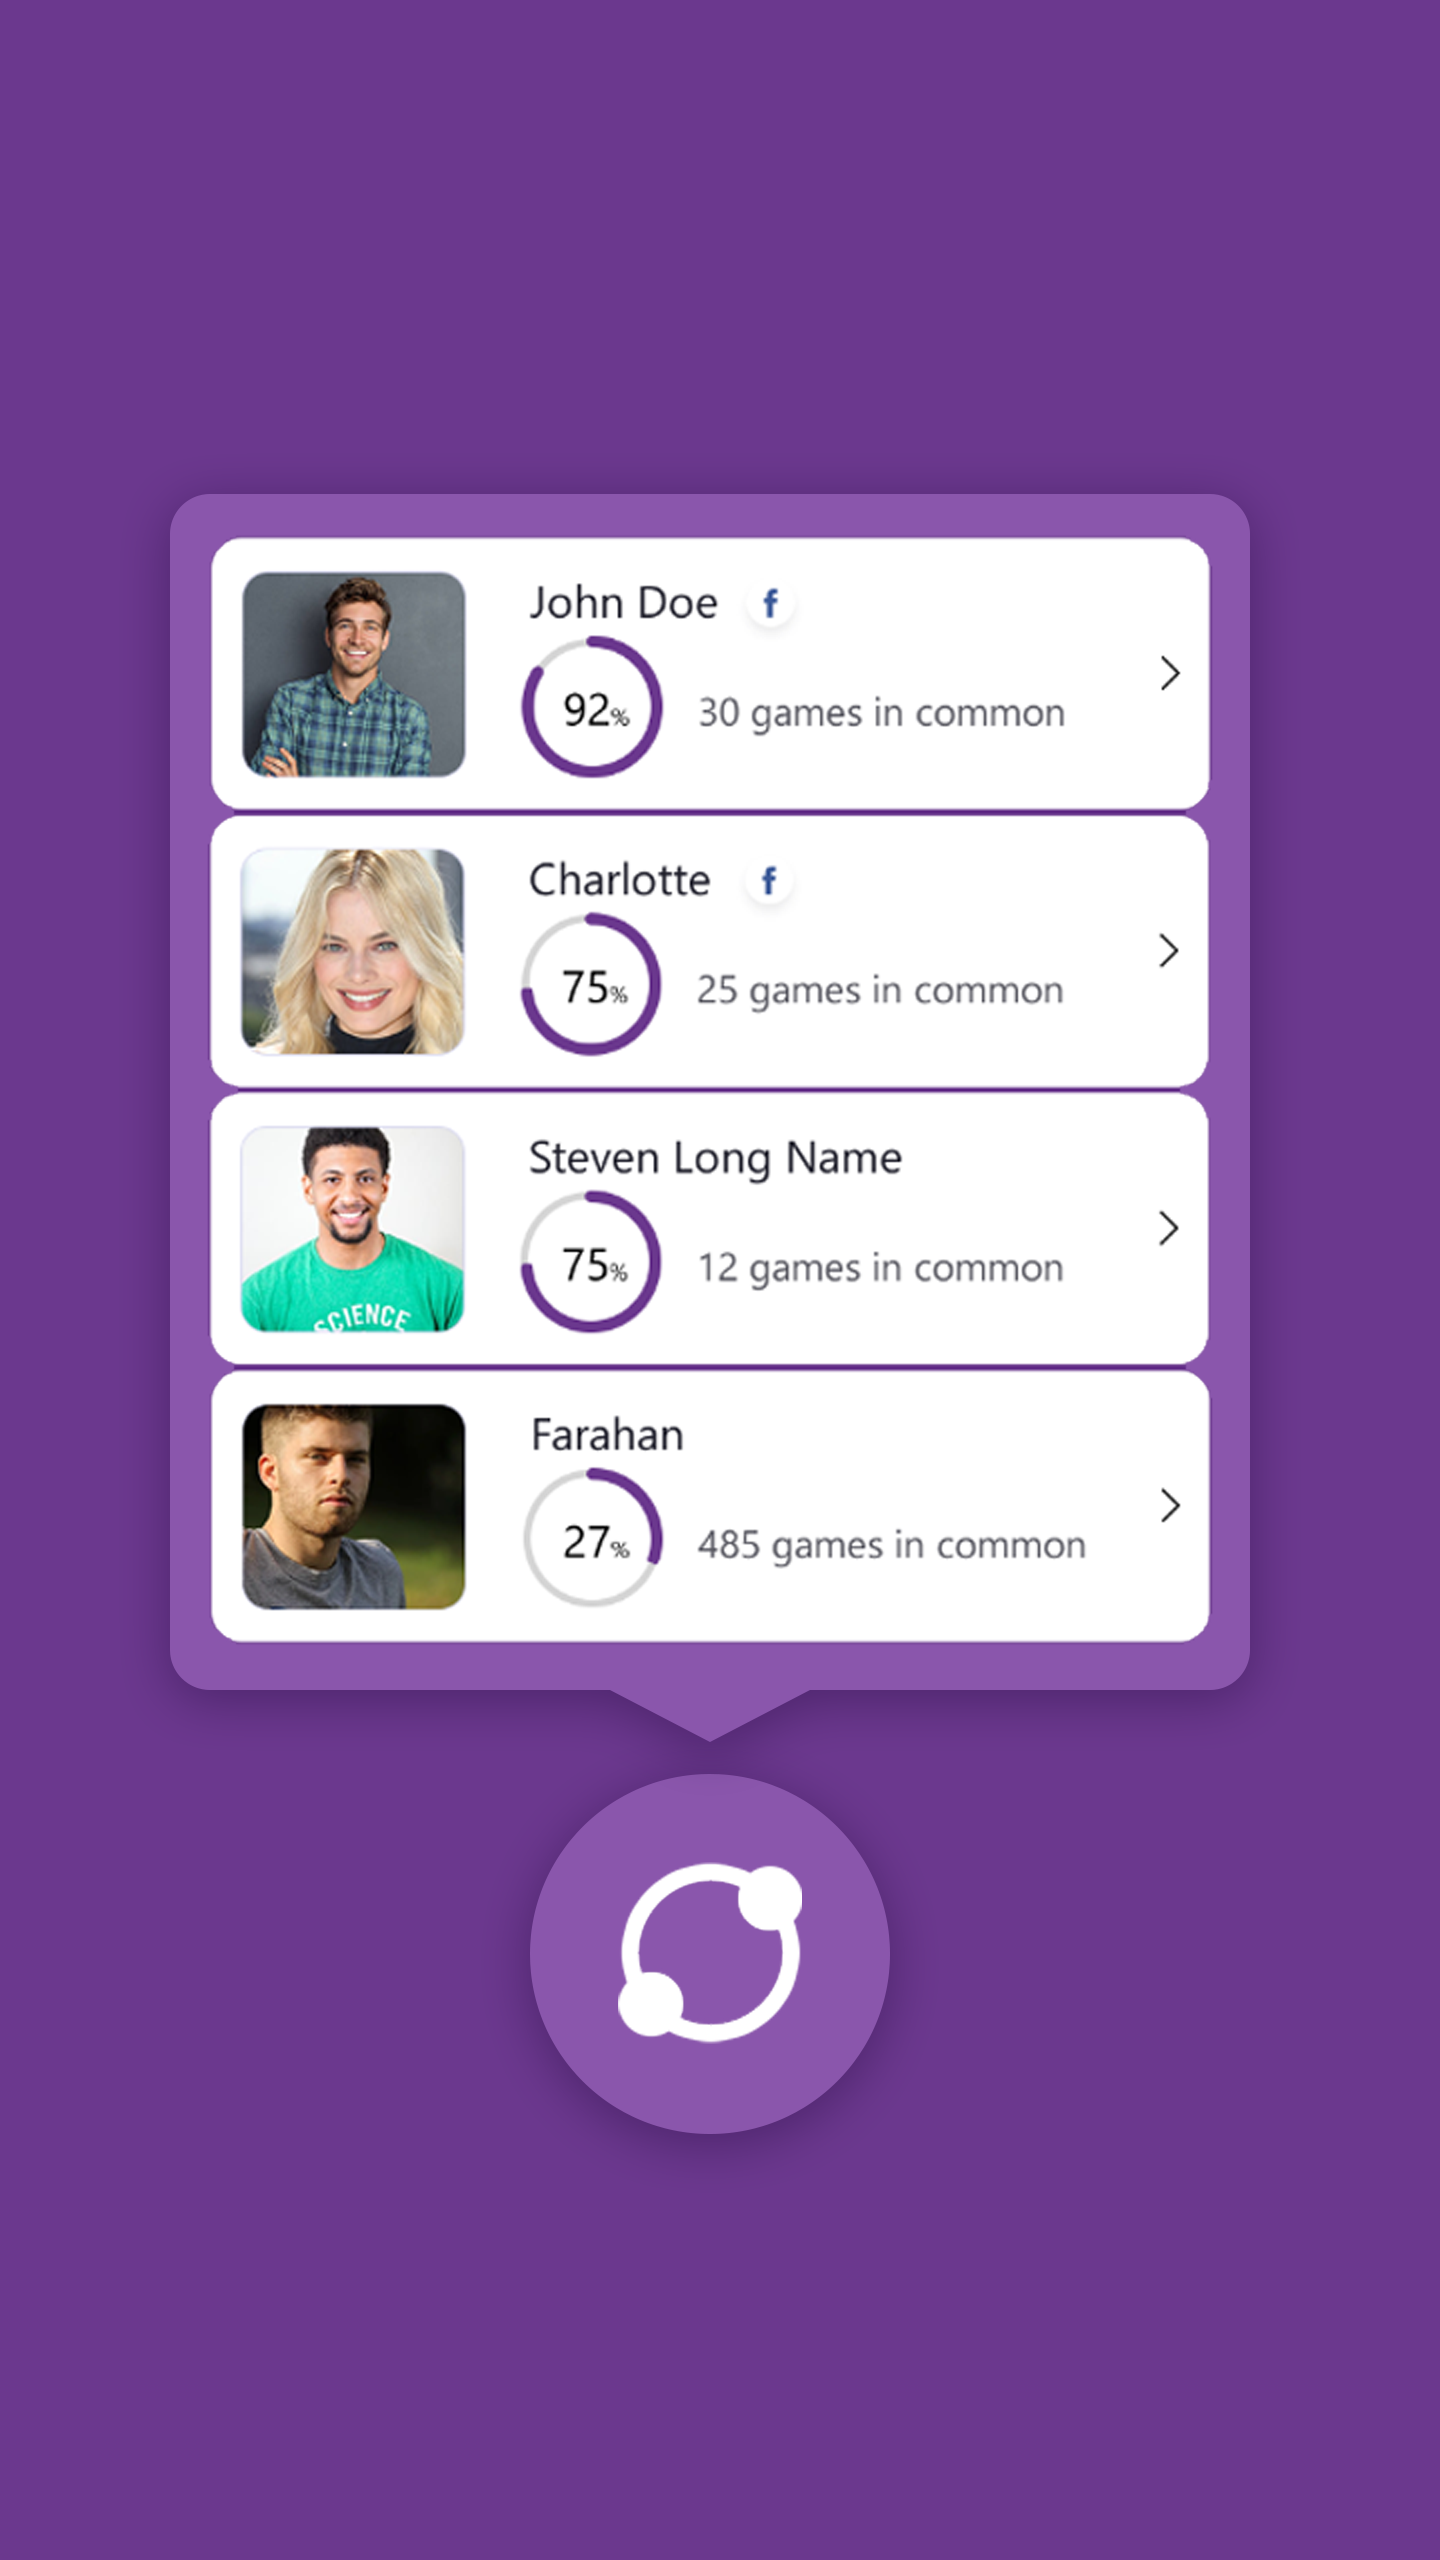 John Doe f
92%
30 games in common
Charlotte f
75%
25 games in common
SCIENCE
Steven Long Name
75%
12 games in common
Farahan
27%
485 games in common